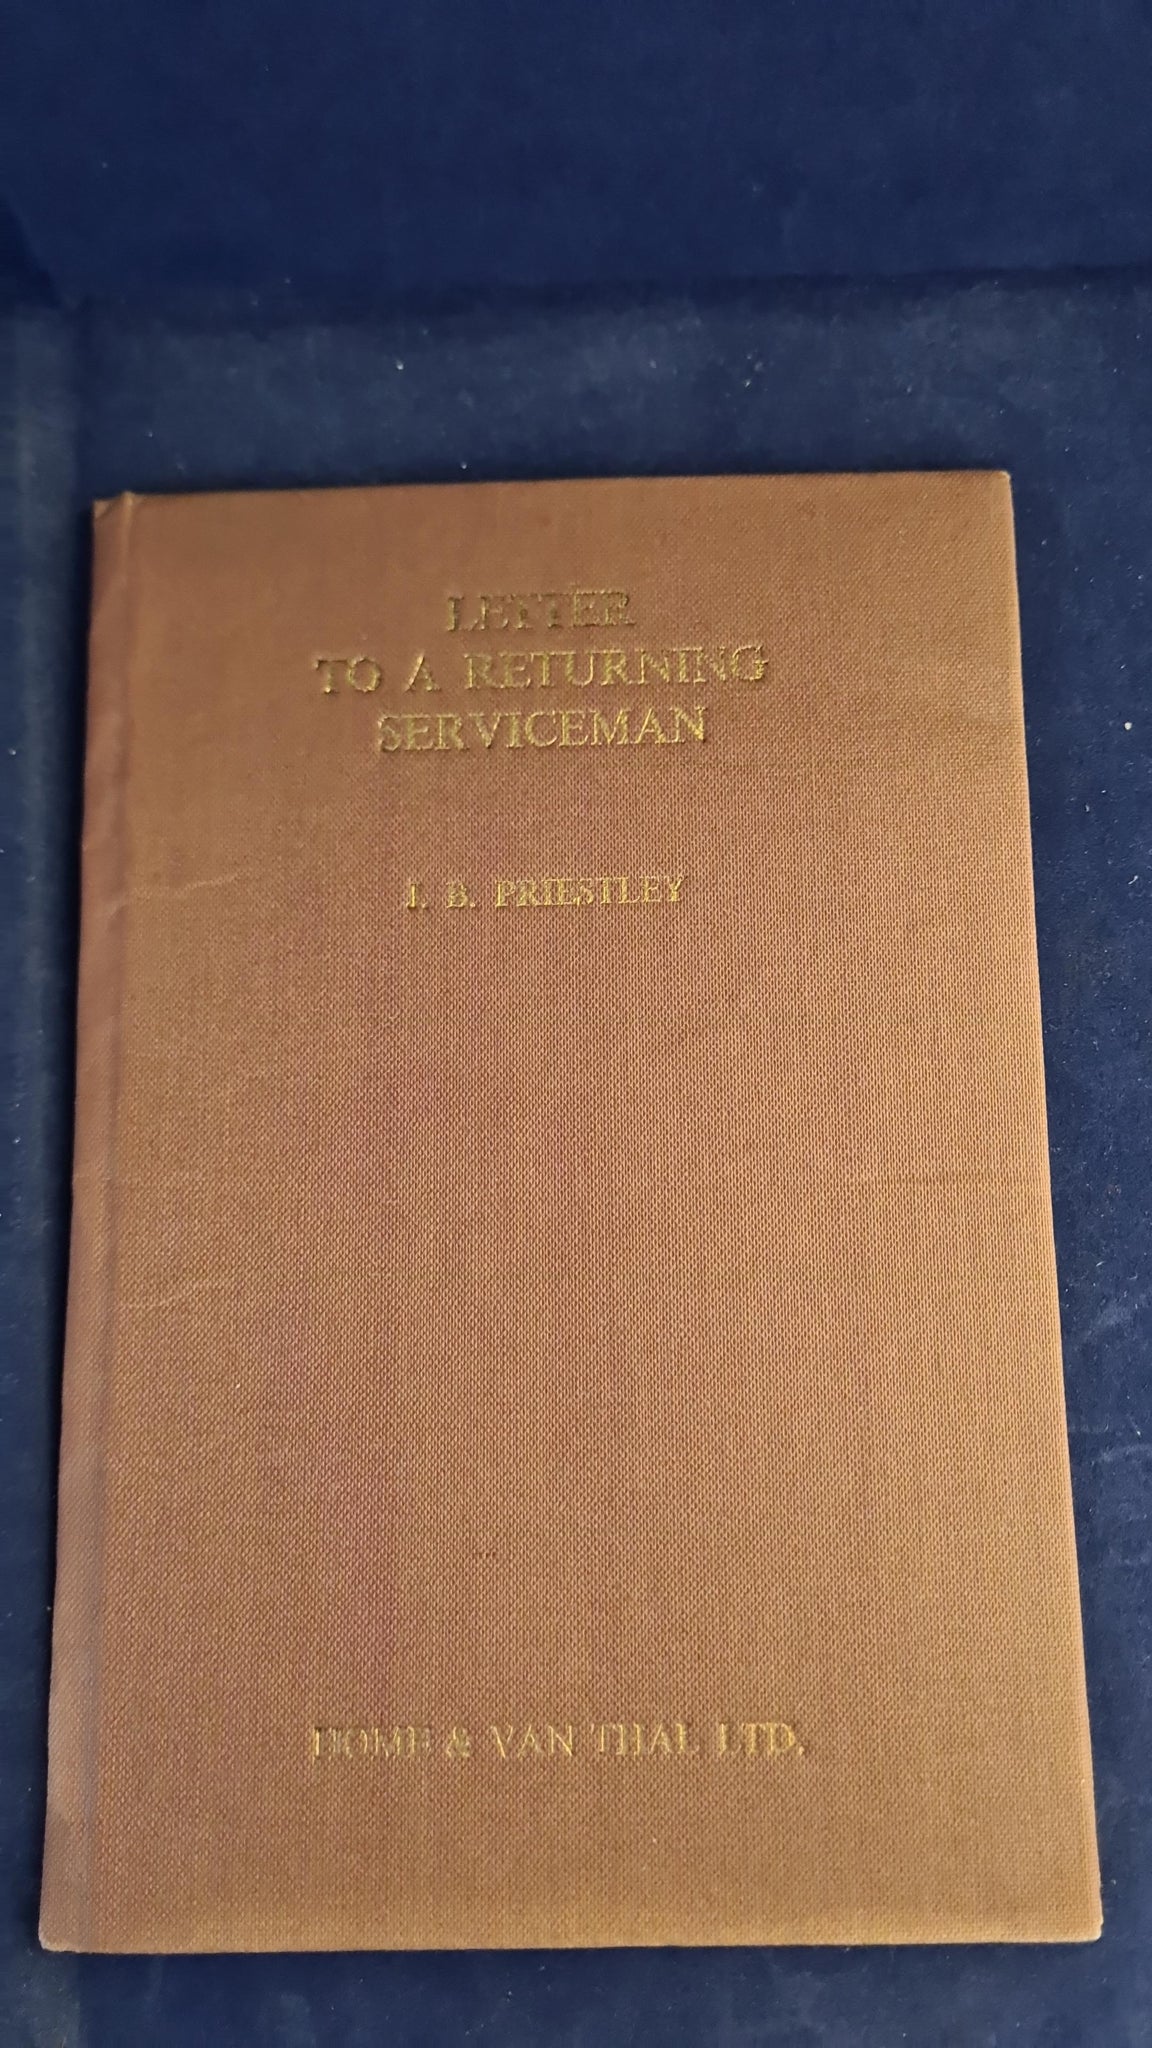 LETTER
TO A RETURNING
SERVICEMAN
J. B. PRIESTLEY
HOME & VAN THAL LTD.